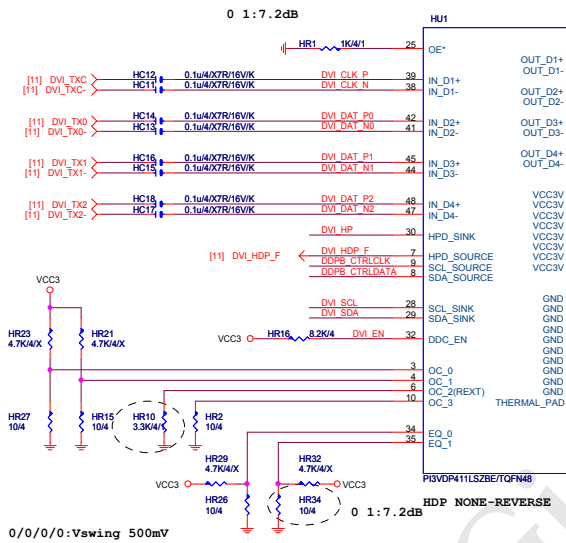 0 1:7.2dB
HU1
HR1 1K/4/1 25 OE*
OUT_D1+
OUT_D1-
[11] DVI_TXC HC12 0.1u/4/X7R/16V/K DVI_CLK_P 39 IN_D1+
[11] DVI_TXC- HC11 0.1u/4/X7R/16V/K DVI_CLK_N 38 IN_D1-
OUT_D2+
OUT_D2-
[11] DVI_TX0 HC14 0.1u/4/X7R/16V/K DVI_DAT_P0 42 IN_D2+ OUT_D3+
[11] DVI_TX0- HC13 0.1u/4/X7R/16V/K DVI_DAT_N0 41 IN_D2- OUT_D3-
OUT_D4+
[11] DVI_TX1 HC16 0.1u/4/X7R/16V/K DVI_DAT_P1 45 IN_D3+ OUT_D4-
[11] DVI_TX1- HC15 0.1u/4/X7R/16V/K DVI_DAT_N1 44 IN_D3-
VCC3V
[11] DVI_TX2 HC18 0.1u/4/X7R/16V/K DVI_DAT_P2 48 IN_D4+ VCC3V
[11] DVI_TX2- HC17 0.1u/4/X7R/16V/K DVI_DAT_N2 47 IN_D4- VCC3V
VCC3V
DVI_HP 30 HPD_SINK VCC3V
VCC3V
[11] DVI_HDP_F DVI_HDP_F 7 HPD_SOURCE VCC3V
DDPB_CTRLCLK 9 SCL_SOURCE VCC3V
DDPB_CTRLDATA 8 SDA_SOURCE
VCC3
DVI_SCL 28 SCL_SINK GND
DVI_SDA 29 SDA_SINK GND
GND
HR23 4.7K/4/X
HR21 4.7K/4/X
VCC3 HR16 8.2K/4 DVI_EN 32 DDC_EN GND
GND
GND
3 OC_0 GND
4 OC_1 GND
6 OC_2(REXT) GND
10 OC_3 THERMAL_PAD
HR27 10/4
HR15 10/4
HR10 3.3K/4/1
HR2 10/4
34 EQ_0
35 EQ_1
HR29 4.7K/4/X
HR32 4.7K/4/X
VCC3
VCC3
PI3VDP411LSZBE/TQFN48
HR26 10/4
HR34 10/4
0 1:7.2dB
HDP NONE-REVERSE
0/0/0/0:Vswing 500mV